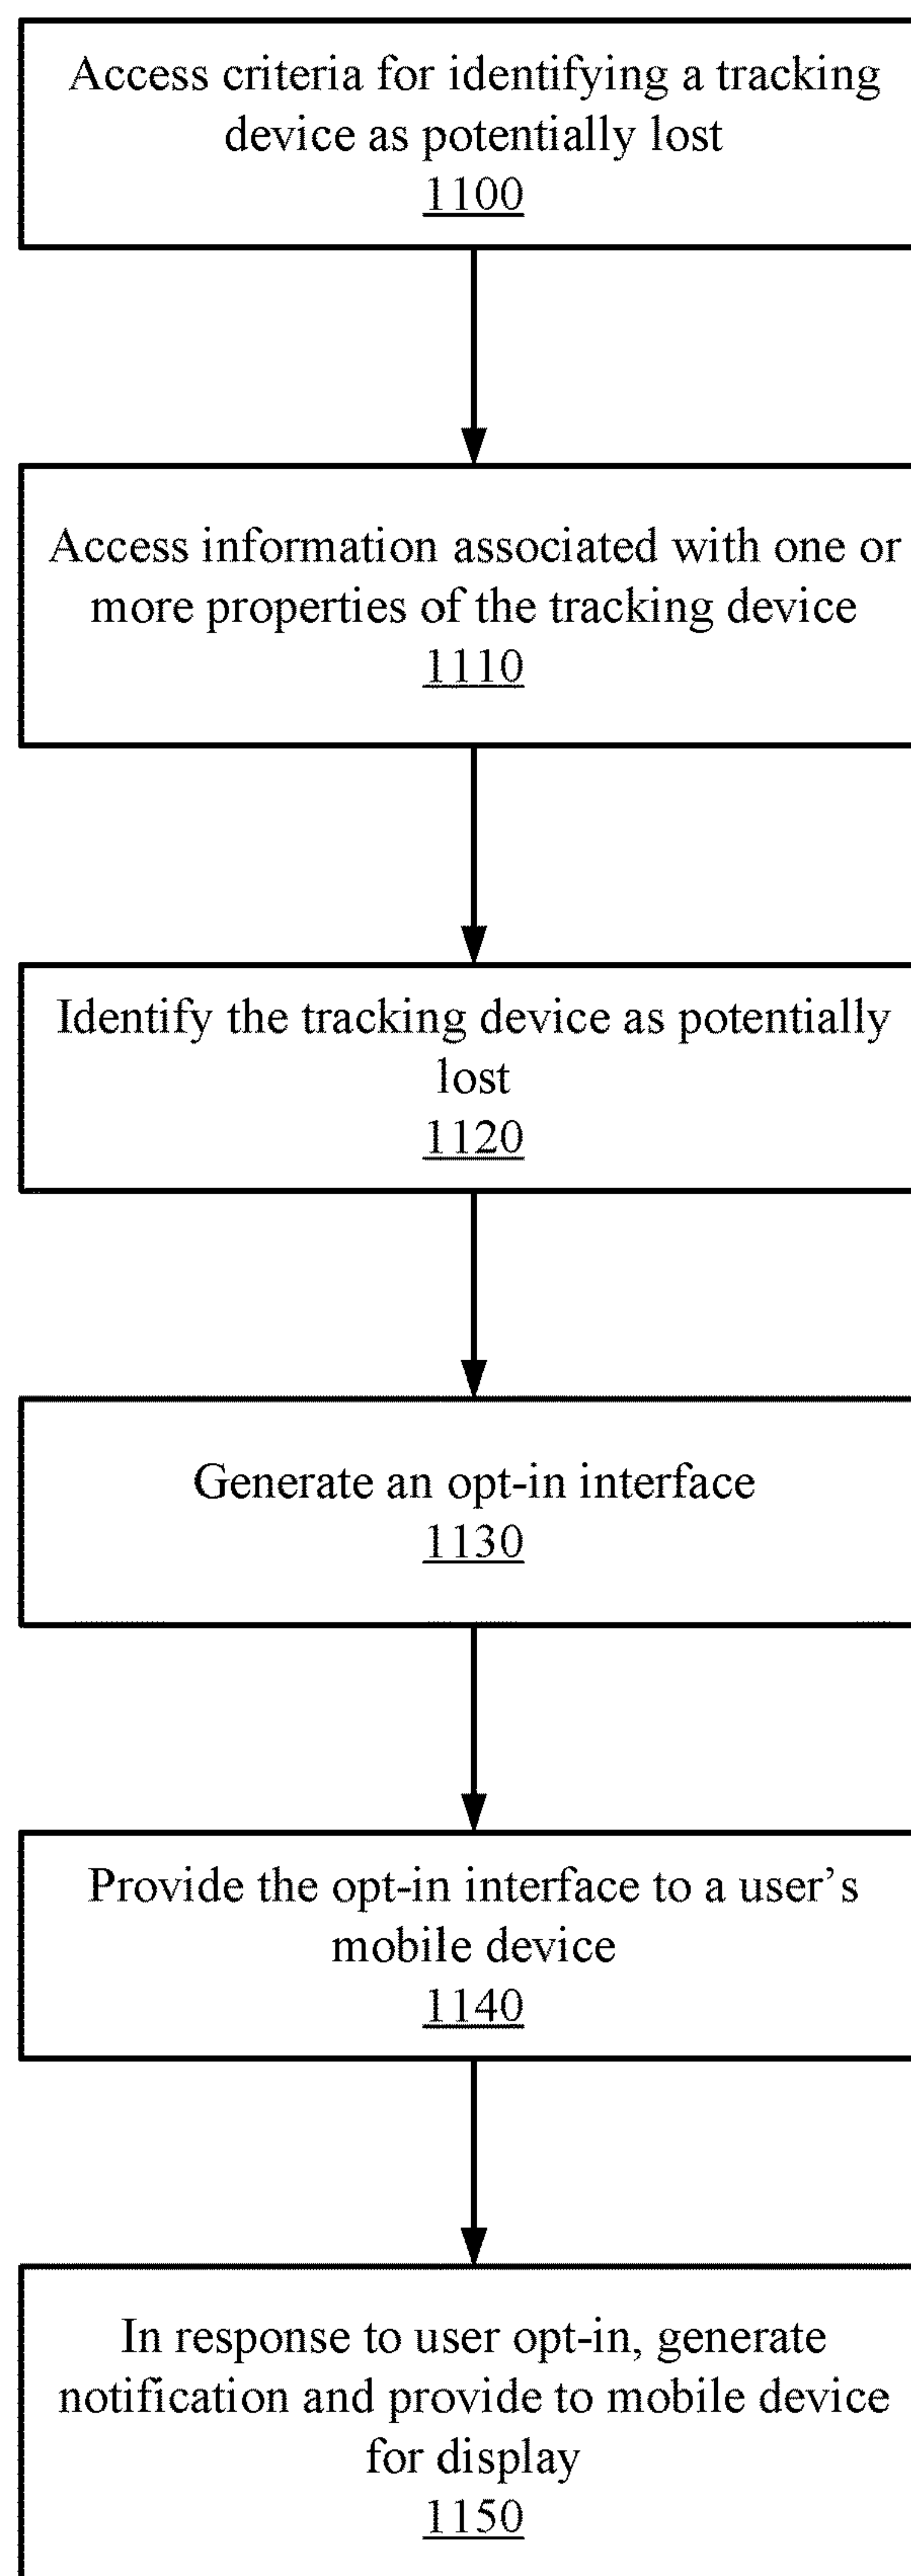 Access criteria for identifying a tracking
device as potentially lost
1100
Access information associated with one or
more properties of the tracking device
1110
Identify the tracking device as potentially
lost
1120
Generate an opt-in interface
1130
Provide the opt-in interface to a user's
mobile device
1140
In response to user opt-in, generate
notification and provide to mobile device
for display
1150